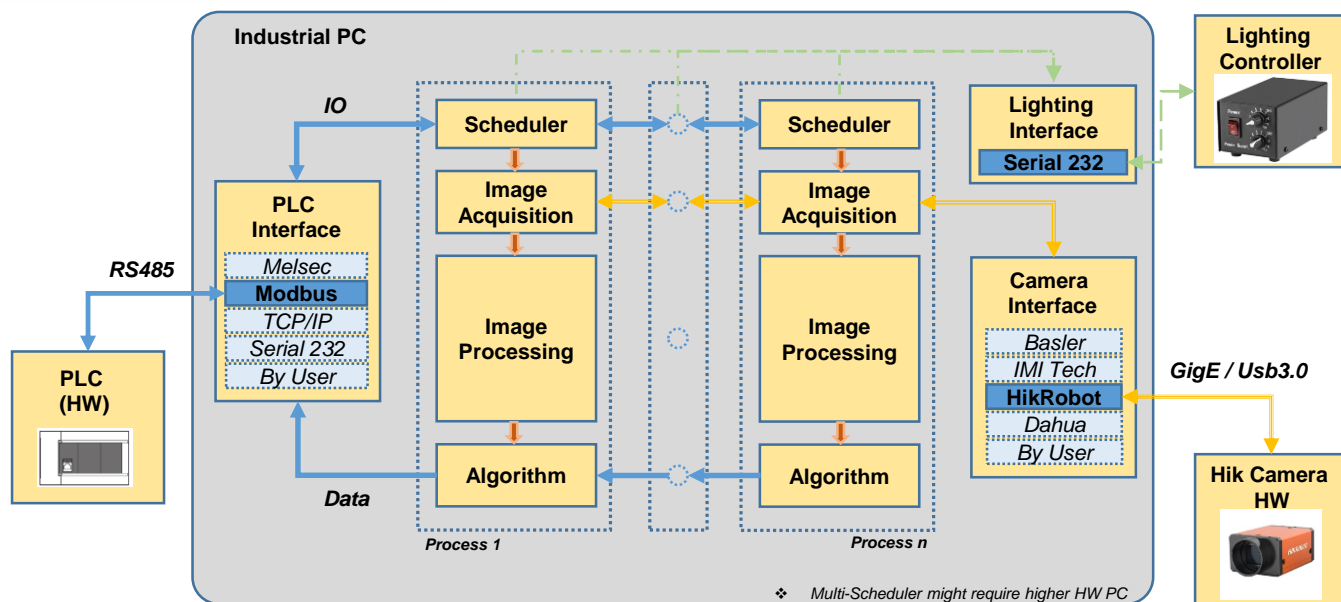 Industrial PC
IO
Scheduler
Image
Acquisition
Image
Processing
Algorithm
Process 1
Scheduler
Image
Acquisition
Image
Processing
Algorithm
Process n
PLC
Interface
Melsec
Modbus
TCP/IP
Serial 232
By User
RS485
PLC
(HW)
Data
Lighting
Interface
Serial 232
Lighting
Controller
Camera
Interface
Basler
IMI Tech
HikRobot
Dahua
By User
GigE / Usb3.0
Hik Camera
HW
❖ Multi-Scheduler might require higher HW PC